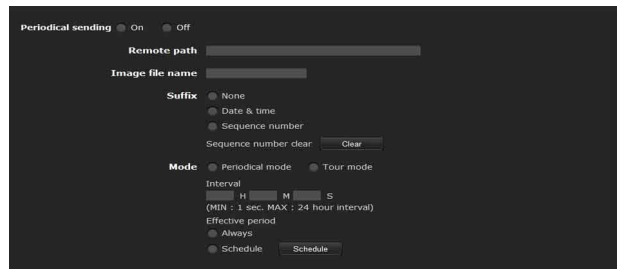 Periodical sending On Off
Remote path
Image file name
Suffix None
Date & time
Sequence number
Sequence number clear Clear
Mode Periodical mode Tour mode
Interval
H M S
(MIN : 1 sec. MAX : 24 hour interval)
Effective period
Always
Schedule Schedule